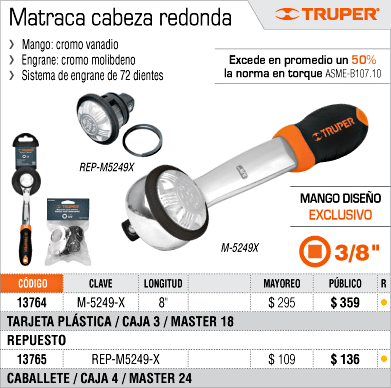 Matraca cabeza redonda
TRUPER
Mango: cromo vanadio
Engrane: cromo molibdeno
Sistema de engrane de 72 dientes
Excede en promedio un 50%
la norma en torque ASME-B107.10
TRUPER
REP-M5249X
TRUPER
M-5249X
MANGO DISEÑO
EXCLUSIVO
3/8"
CÓDIGO CLAVE LONGITUD MAYOREO PÚBLICO R
13764 M-5249-X 8" $ 295 $ 359
TARJETA PLÁSTICA / CAJA 3 / MASTER 18
REPUESTO
13765 REP-M5249-X $ 109 $ 136
CABALLETE / CAJA 4 / MASTER 24